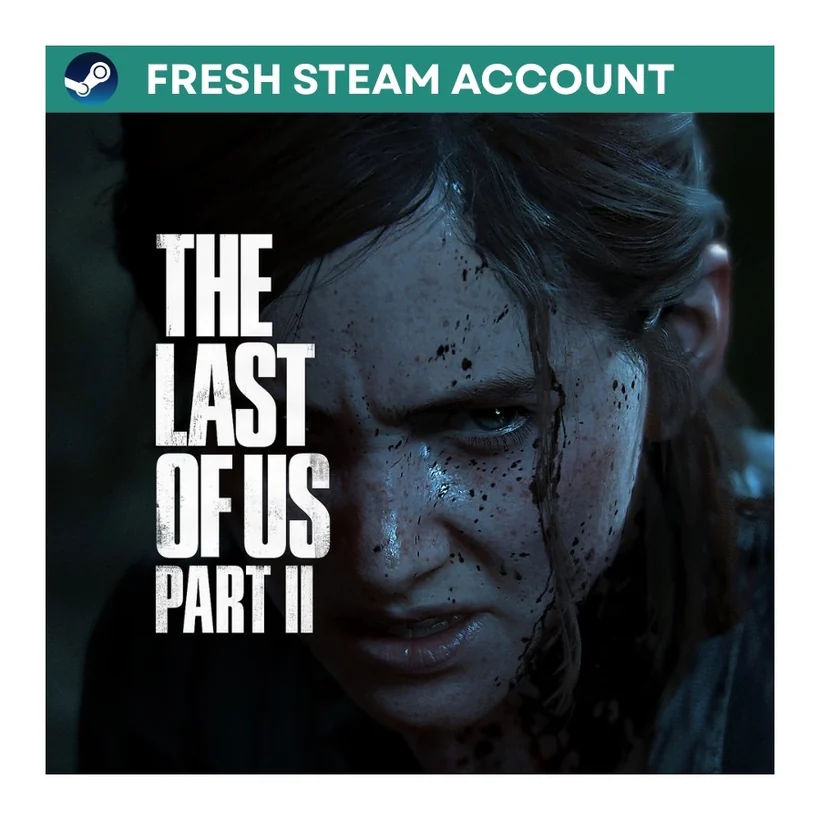 FRESH STEAM ACCOUNT
THE
LAST
OF US
PART II